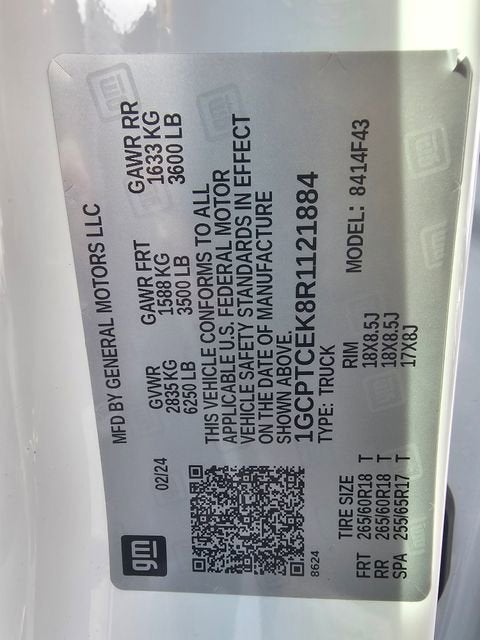 gm
02/24
MFD BY GENERAL MOTORS LLC
GVWR GAWR FRT GAWR RR
2835 KG 1588 KG 1633 KG
6250 LB 3500 LB 3600 LB
THIS VEHICLE CONFORMS TO ALL
APPLICABLE U.S. FEDERAL MOTOR
VEHICLE SAFETY STANDARDS IN EFFECT
ON THE DATE OF MANUFACTURE
SHOWN ABOVE.
1GCPTCEK8R1121884
8624
TYPE: TRUCK
MODEL: 8414F43
TIRE SIZE RIM
FRT 265/60R18 T 18X8.5J
RR 265/60R18 T 18X8.5J
SPA 255/65R17 T 17X8J